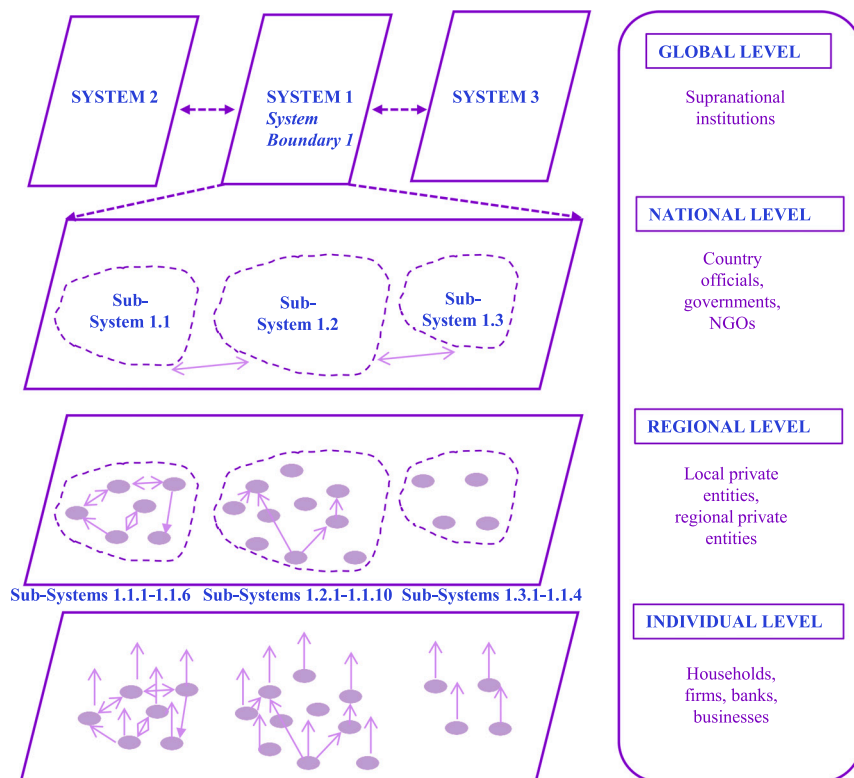 SYSTEM 2
SYSTEM 1
System
Boundary 1
SYSTEM 3
GLOBAL LEVEL
Supranational
institutions
Sub-
System 1.1
Sub-
System 1.2
Sub-
System 1.3
NATIONAL LEVEL
Country
officials,
governments,
NGOs
REGIONAL LEVEL
Local private
entities,
regional private
entities
Sub-Systems 1.1.1-1.1.6
Sub-Systems 1.2.1-1.1.10
Sub-Systems 1.3.1-1.1.4
INDIVIDUAL LEVEL
Households,
firms, banks,
businesses